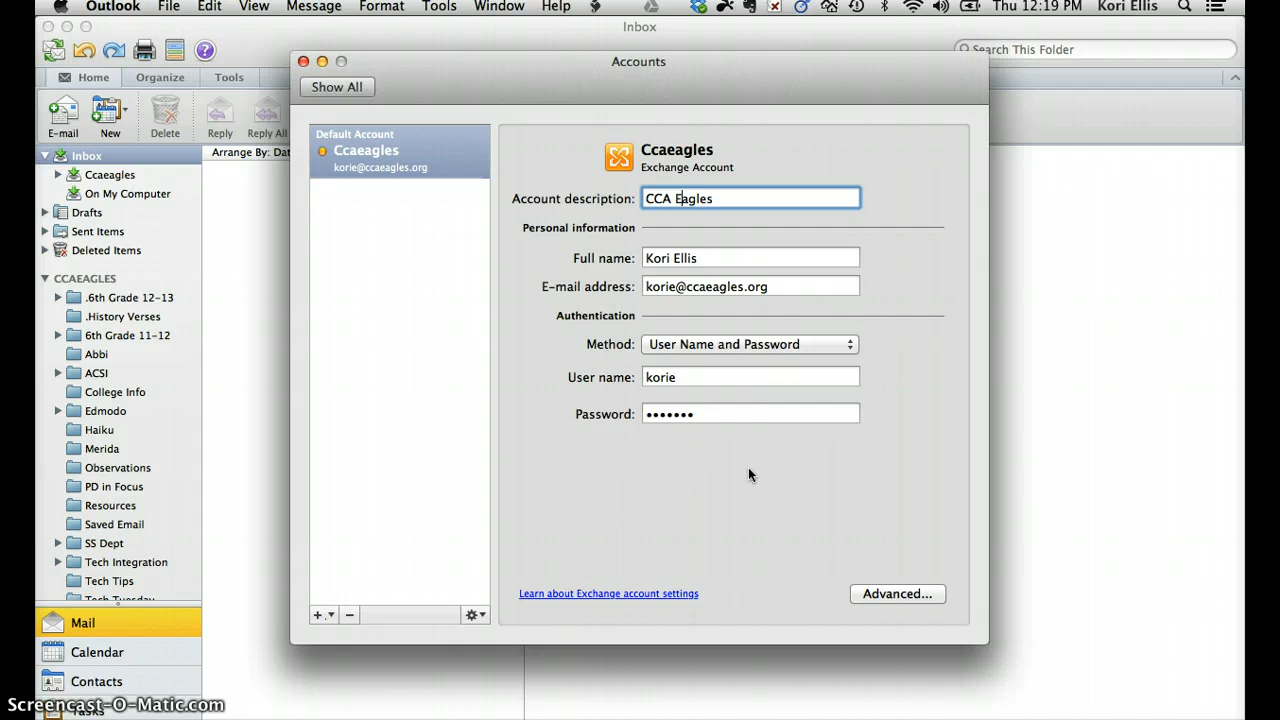 Outlook File Edit View Message Format Tools Window Help Thu 12:19 PM Kori Ellis
Inbox
Search This Folder
Home Organize Tools
E-mail New Delete Reply Reply All
Arrange By: Dat
Inbox
Ccaeagles
On My Computer
Drafts
Sent Items
Deleted Items
CCAEAGLES
.6th Grade 12-13
.History Verses
6th Grade 11-12
Abbi
ACSI
College Info
Edmodo
Haiku
Merida
Observations
PD in Focus
Resources
Saved Email
SS Dept
Tech Integration
Tech Tips
Tech Tuesday
Mail
Calendar
Contacts
Tasks
Accounts
Show All
Default Account
Ccaeagles
korie@ccaeagles.org
Ccaeagles
Exchange Account
Account description: CCA Eagles
Personal information
Full name: Kori Ellis
E-mail address: korie@ccaeagles.org
Authentication
Method: User Name and Password
User name: korie
Password: •••••••
Learn about Exchange account settings
Advanced...
Screencast-O-Matic.com